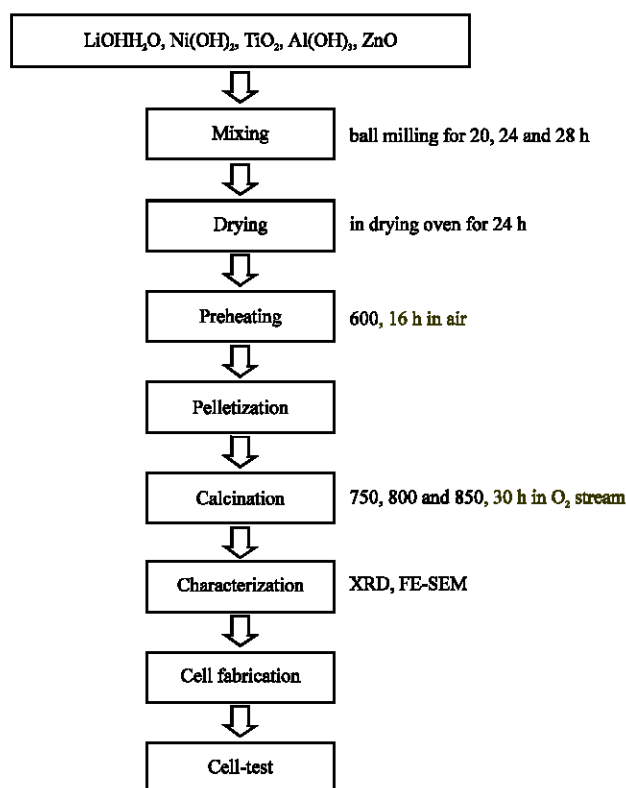 LiOHH₂O, Ni(OH)₂, TiO₂, Al(OH)₃, ZnO
Mixing ball milling for 20, 24 and 28 h
Drying in drying oven for 24 h
Preheating 600, 16 h in air
Pelletization
Calcination 750, 800 and 850, 30 h in O₂ stream
Characterization XRD, FE-SEM
Cell fabrication
Cell-test